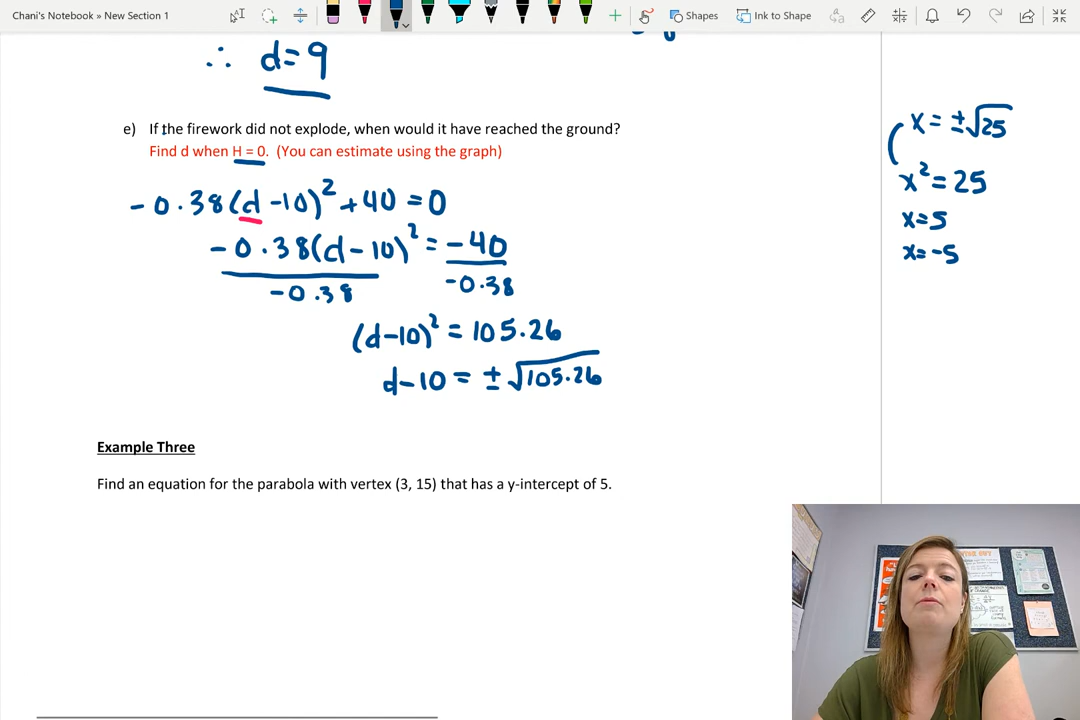 Chani's Notebook » New Section 1
Shapes
Ink to Shape
∴ d=9
e) If the firework did not explode, when would it have reached the ground?
Find d when H = 0. (You can estimate using the graph)
-0.38(d-10)²+40=0
-0.38(d-10)² = -40
-0.38 -0.38
(d-10)² = 105.26
d-10 = ±√105.26
x= ±√25
x²=25
x=5
x=-5
Example Three
Find an equation for the parabola with vertex (3, 15) that has a y-intercept of 5.